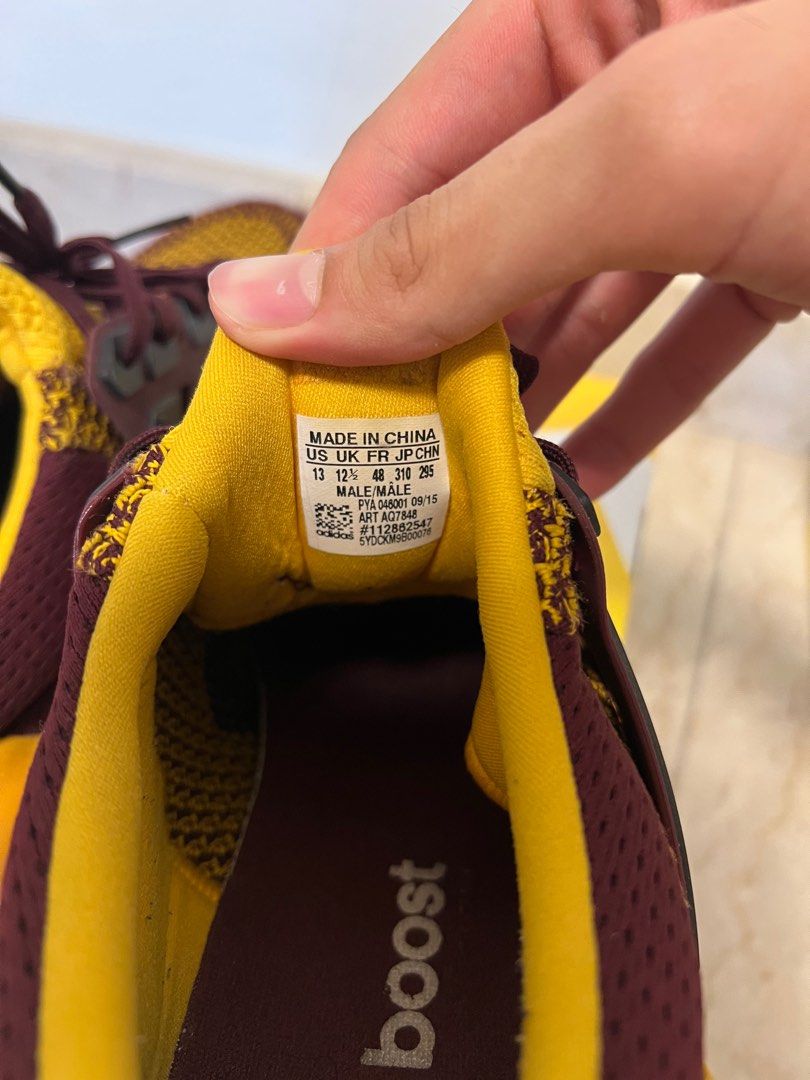 MADE IN CHINA
US UK FR JP CHN
13 12½ 48 310 295
MALE/MÂLE
PYA 046001 09/15
ART AQ7848
#112862547
5YDCKM9B00076
adidas
boost